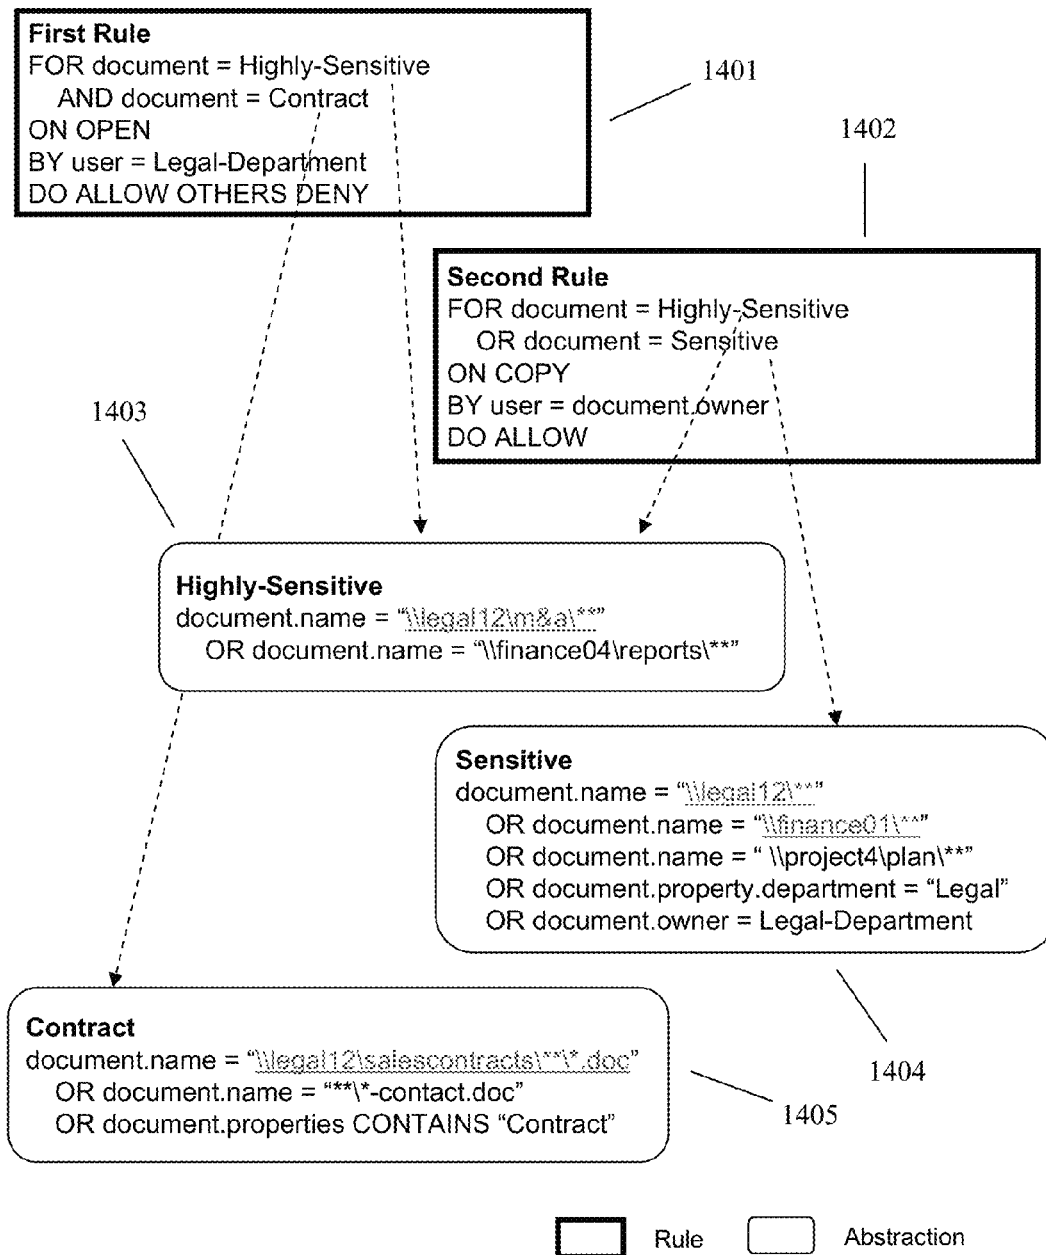 First Rule
FOR document = Highly-Sensitive
AND document = Contract
ON OPEN
BY user = Legal-Department
DO ALLOW OTHERS DENY
1401
1402
Second Rule
FOR document = Highly-Sensitive
OR document = Sensitive
ON COPY
BY user = document.owner
DO ALLOW
1403
Highly-Sensitive
document.name = “\\legal12\m&a\**”
OR document.name = “\\finance04\reports\**”
Sensitive
document.name = “\\legal12\**”
OR document.name = “\\finance01\**”
OR document.name = “ \\project4\plan\**”
OR document.property.department = “Legal”
OR document.owner = Legal-Department
1404
Contract
document.name = “\\legal12\salescontracts\**\*.doc”
OR document.name = “**\*-contact.doc”
OR document.properties CONTAINS “Contract”
1405
Rule
Abstraction